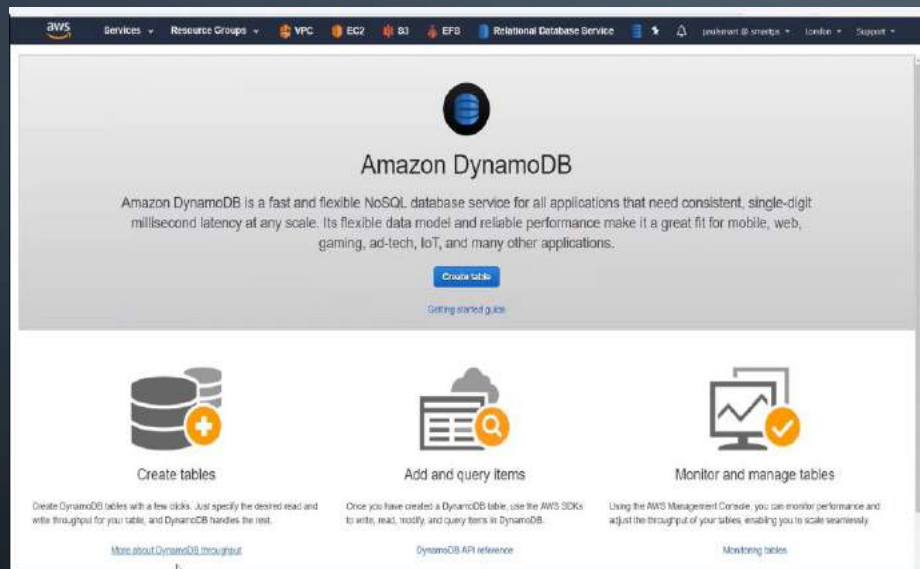 aws
Services Resource Groups VPC EC2 S3 EFS Relational Database Service London Support
Amazon DynamoDB
Amazon DynamoDB is a fast and flexible NoSQL database service for all applications that need consistent, single-digit
millisecond latency at any scale. Its flexible data model and reliable performance make it a great fit for mobile, web,
gaming, ad-tech, IoT, and many other applications.
Create table
Getting started guide
Create tables
Create DynamoDB tables with a few clicks. Just specify the desired read and
write throughput for your table, and DynamoDB handles the rest.
More about DynamoDB throughput
Add and query items
Once you have created a DynamoDB table, use the AWS SDKs
to write, read, modify, and query items in DynamoDB.
DynamoDB API reference
Monitor and manage tables
Using the AWS Management Console, you can monitor performance and
adjust the throughput of your tables, enabling you to scale seamlessly.
Monitoring tables